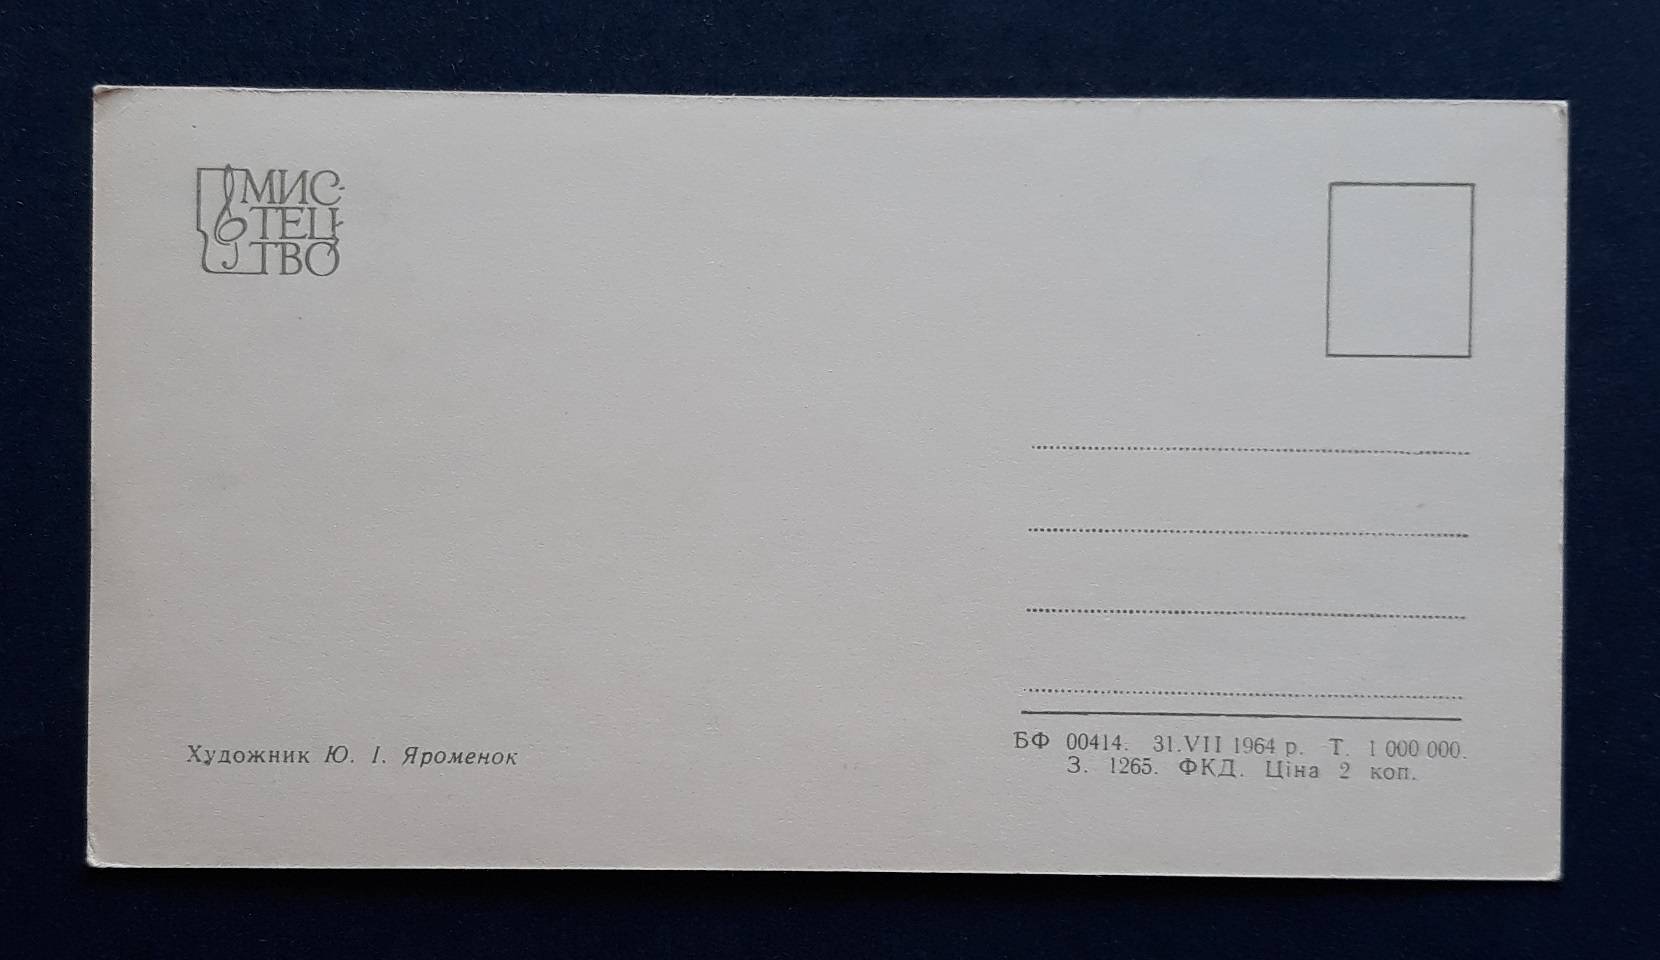 МИС-
ТЕЦ-
ТВО
Художник Ю. І. Яроменок
БФ 00414. 31.VII 1964 р. Т. 1 000 000.
З. 1265. ФКД. Ціна 2 коп.